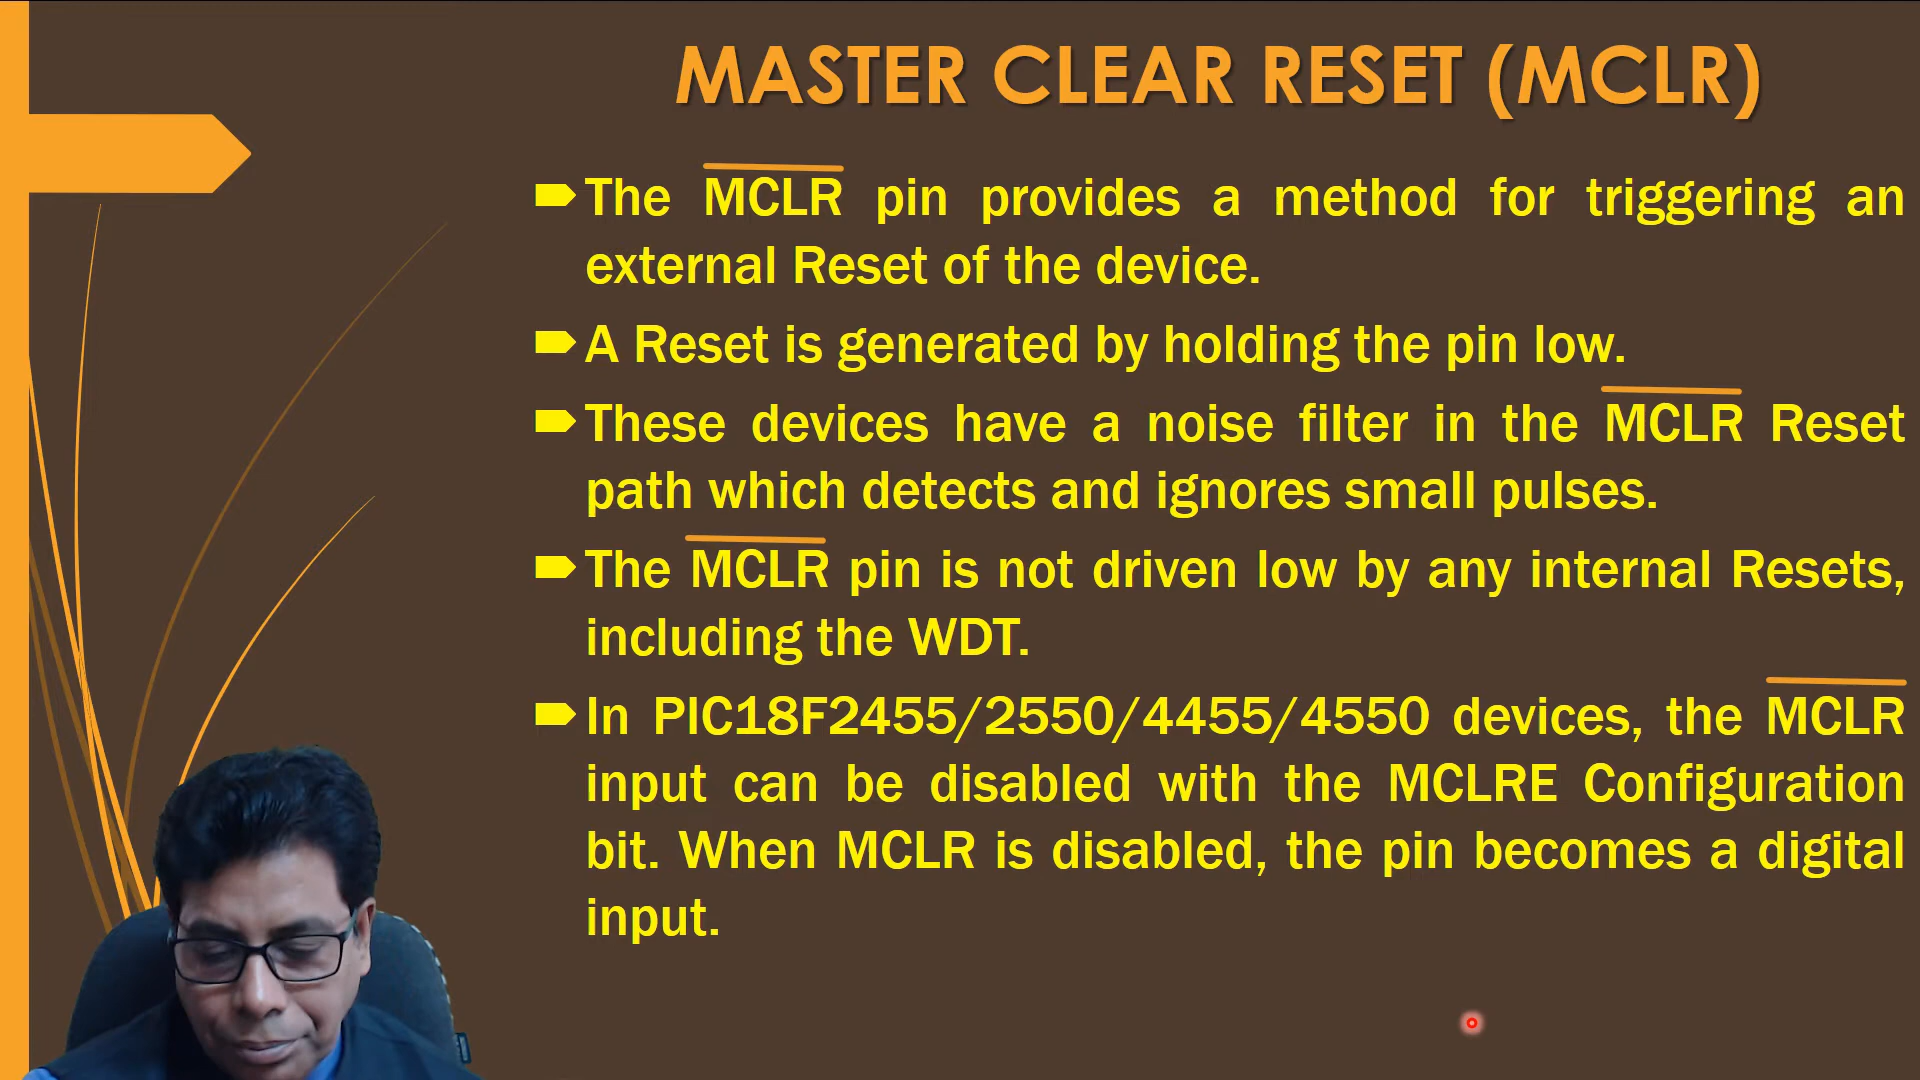 MASTER CLEAR RESET (MCLR)
The MCLR pin provides a method for triggering an
external Reset of the device.
A Reset is generated by holding the pin low.
These devices have a noise filter in the MCLR Reset
path which detects and ignores small pulses.
The MCLR pin is not driven low by any internal Resets,
including the WDT.
In PIC18F2455/2550/4455/4550 devices, the MCLR
input can be disabled with the MCLRE Configuration
bit. When MCLR is disabled, the pin becomes a digital
input.